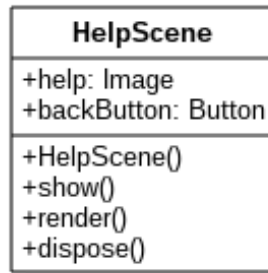 HelpScene
+help: Image
+backButton: Button
+HelpScene()
+show()
+render()
+dispose()